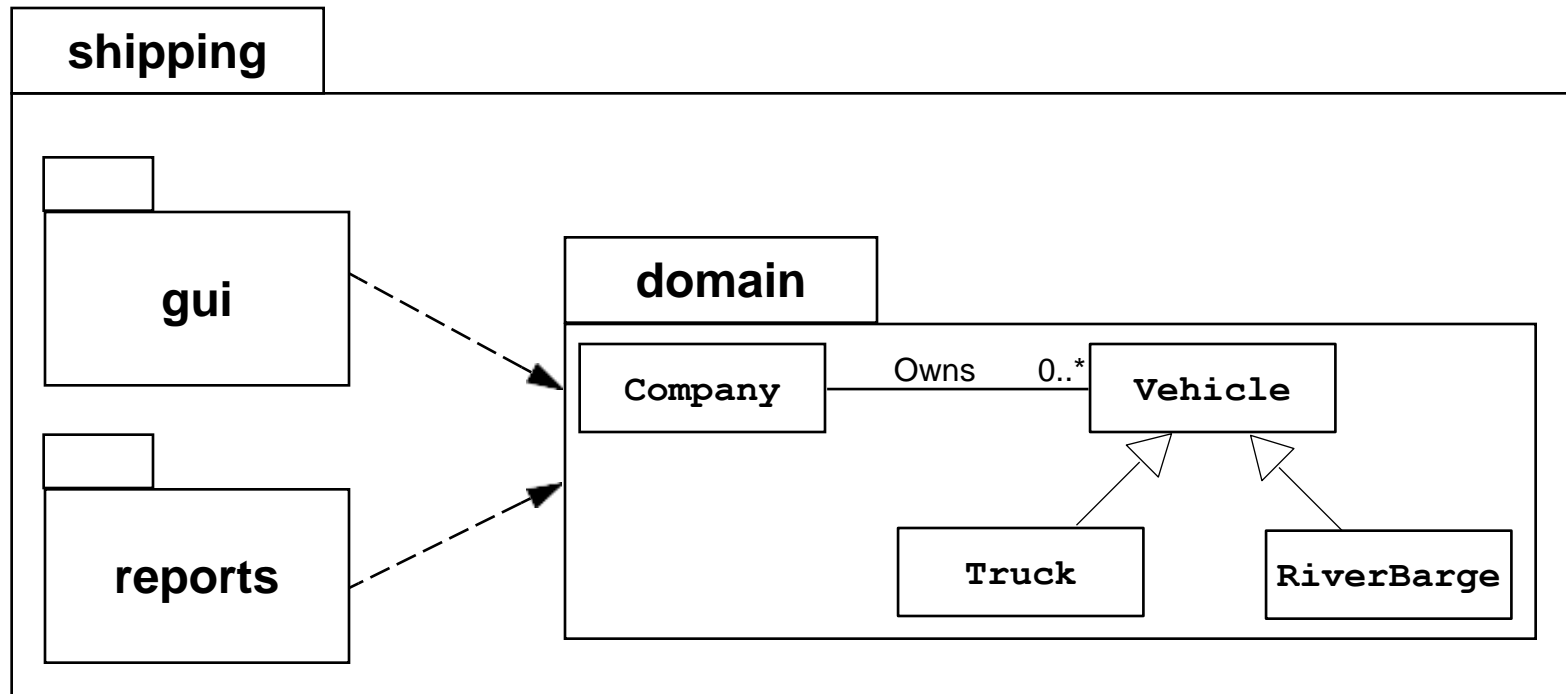 shipping
gui
domain
Company
Owns
0..*
Vehicle
reports
Truck
RiverBarge